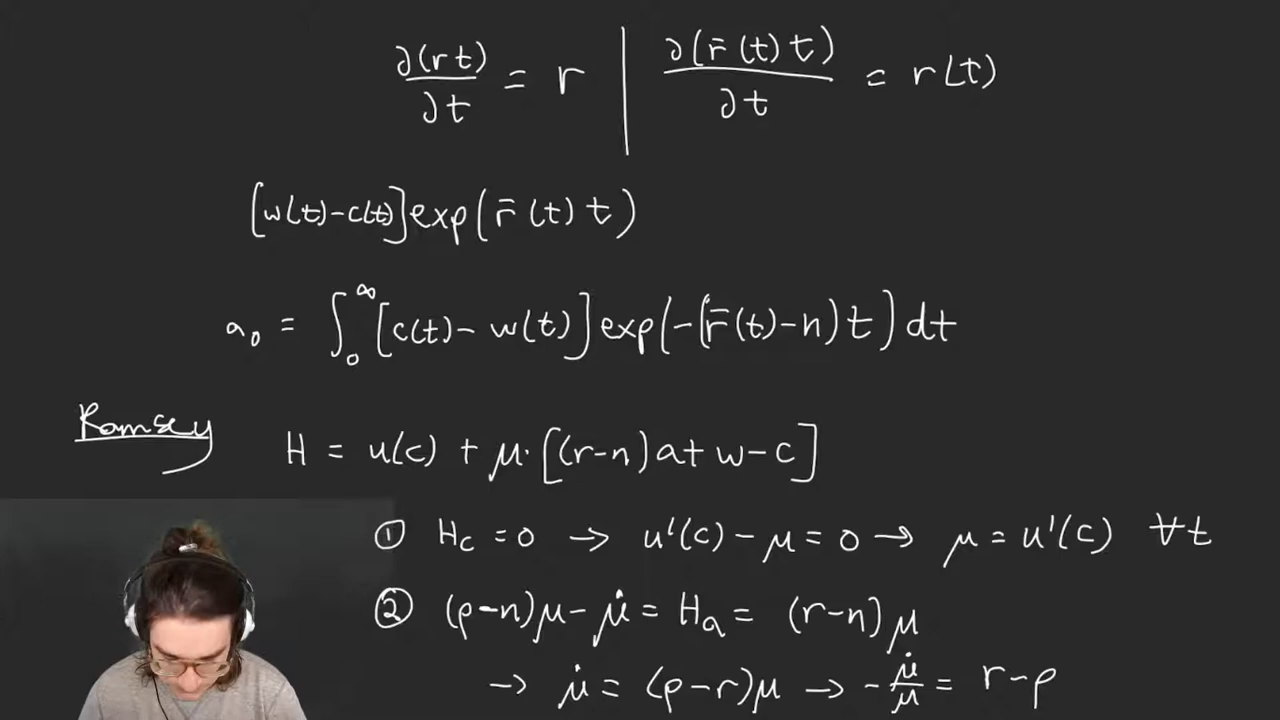 ∂(rt)/∂t = r | ∂(r̄(t)t)/∂t = r(t)
[w(t)-c(t)]exp(r̄(t)t)
a₀ = ∫₀^∞ [c(t)-w(t)]exp(-(r̄(t)-n)t)dt
Ramsey H = u(c) + μ·[(r-n)a+w-c]
① H_c = 0 → u'(c)-μ = 0 → μ = u'(c) ∀t
② (ρ-n)μ-μ̇ = H_a = (r-n)μ
→ μ̇ = (ρ-r)μ → -μ̇/μ = r-ρ